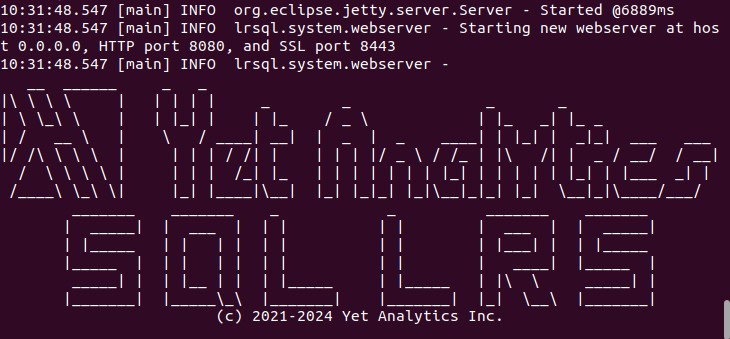 10:31:48.547 [main] INFO  org.eclipse.jetty.server.Server - Started @6889ms
10:31:48.547 [main] INFO  lrsql.system.webserver - Starting new webserver at hos
t 0.0.0.0, HTTP port 8080, and SSL port 8443
10:31:48.547 [main] INFO  lrsql.system.webserver -
Yet Analytics
SQL LRS
(c) 2021-2024 Yet Analytics Inc.